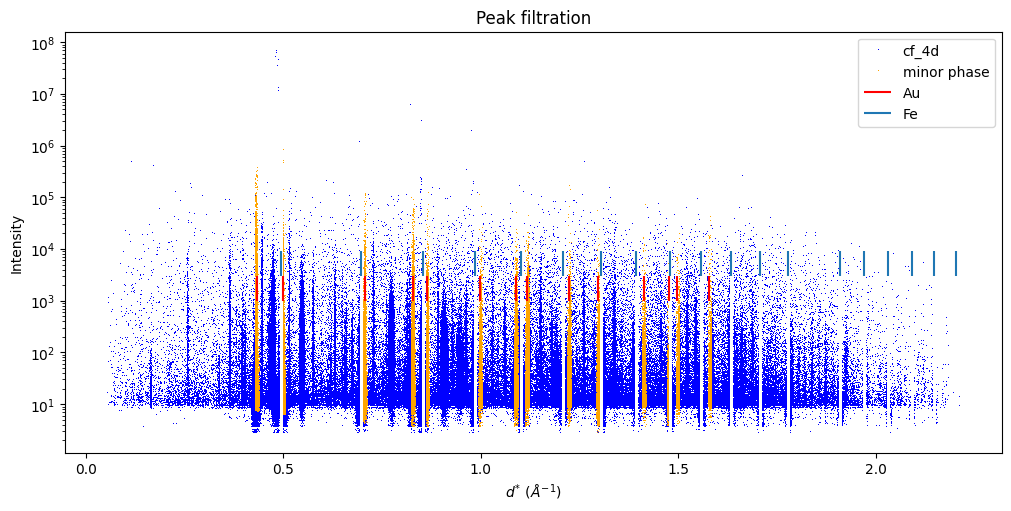 Peak filtration
cf_4d
minor phase
Au
Fe
Intensity
10⁸
10⁷
10⁶
10⁵
10⁴
10³
10²
10¹
0.0 0.5 1.0 1.5 2.0
d* (Å⁻¹)